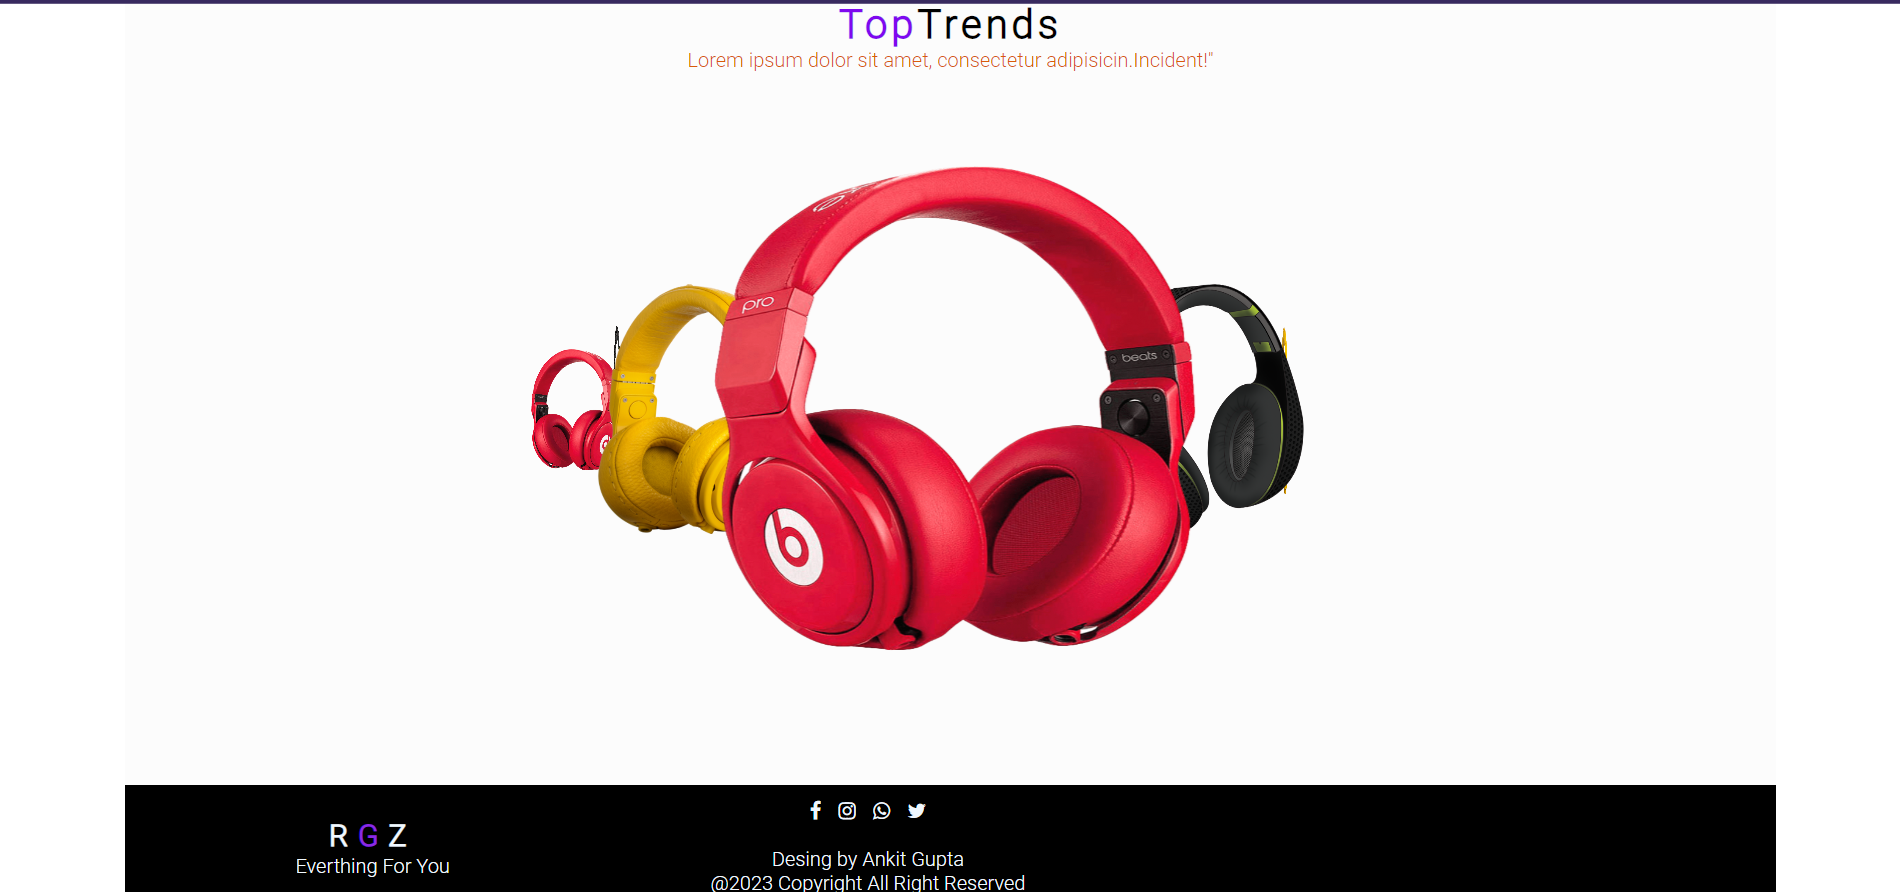 TopTrends
Lorem ipsum dolor sit amet, consectetur adipisicin.Incident!"
pro
beats
b
R G Z
Everthing For You
Desing by Ankit Gupta
@2023 Copyright All Right Reserved